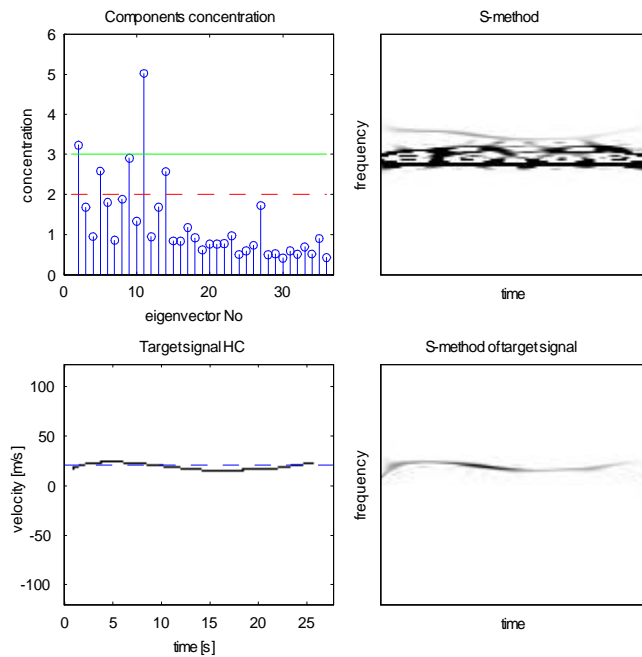 Components concentration
6
5
4
3
2
1
0
concentration
0 10 20 30
eigenvector No
S-method
frequency
time
Target signal HC
100
50
0
-50
-100
velocity [m/s]
0 5 10 15 20 25
time [s]
S-method of target signal
frequency
time